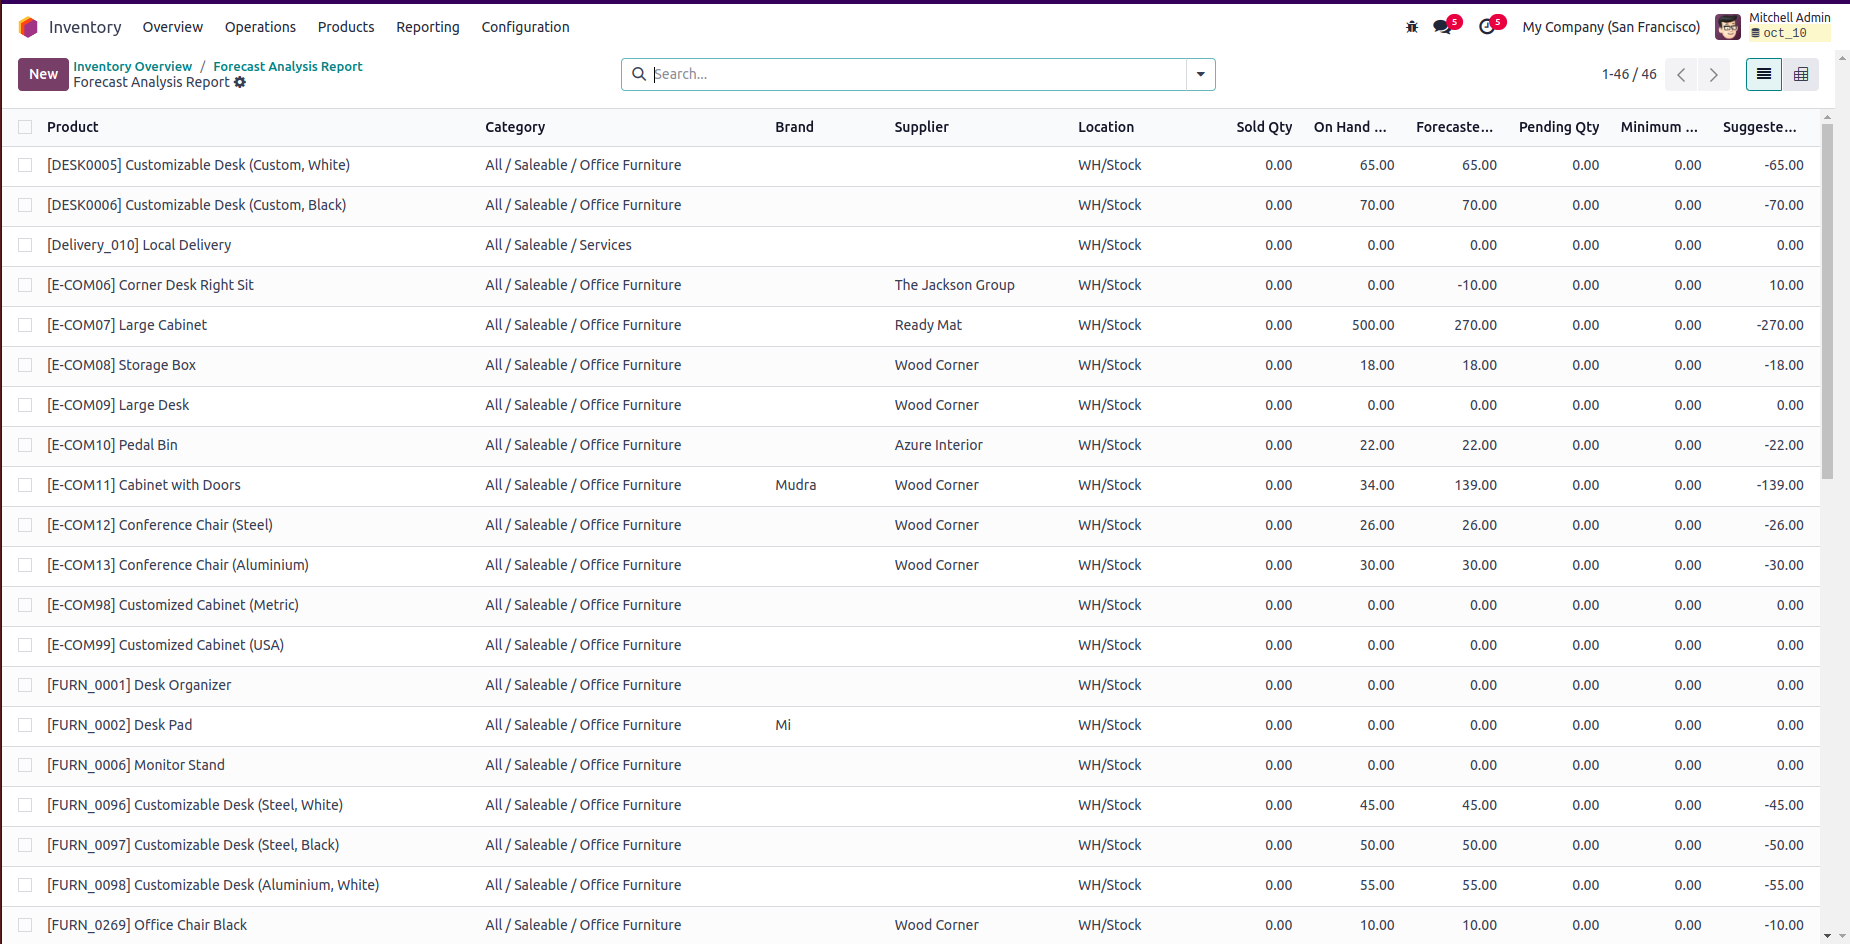 Inventory Overview Operations Products Reporting Configuration 5 5 My Company (San Francisco) Mitchell Admin
oct_10
New Inventory Overview / Forecast Analysis Report
Forecast Analysis Report
Search...
1-46 / 46
Product Category Brand Supplier Location Sold Qty On Hand ... Forecaste... Pending Qty Minimum ... Suggeste...
[DESK0005] Customizable Desk (Custom, White) All / Saleable / Office Furniture WH/Stock 0.00 65.00 65.00 0.00 0.00 -65.00
[DESK0006] Customizable Desk (Custom, Black) All / Saleable / Office Furniture WH/Stock 0.00 70.00 70.00 0.00 0.00 -70.00
[Delivery_010] Local Delivery All / Saleable / Services WH/Stock 0.00 0.00 0.00 0.00 0.00 0.00
[E-COM06] Corner Desk Right Sit All / Saleable / Office Furniture The Jackson Group WH/Stock 0.00 0.00 -10.00 0.00 0.00 10.00
[E-COM07] Large Cabinet All / Saleable / Office Furniture Ready Mat WH/Stock 0.00 500.00 270.00 0.00 0.00 -270.00
[E-COM08] Storage Box All / Saleable / Office Furniture Wood Corner WH/Stock 0.00 18.00 18.00 0.00 0.00 -18.00
[E-COM09] Large Desk All / Saleable / Office Furniture Wood Corner WH/Stock 0.00 0.00 0.00 0.00 0.00 0.00
[E-COM10] Pedal Bin All / Saleable / Office Furniture Azure Interior WH/Stock 0.00 22.00 22.00 0.00 0.00 -22.00
[E-COM11] Cabinet with Doors All / Saleable / Office Furniture Mudra Wood Corner WH/Stock 0.00 34.00 139.00 0.00 0.00 -139.00
[E-COM12] Conference Chair (Steel) All / Saleable / Office Furniture Wood Corner WH/Stock 0.00 26.00 26.00 0.00 0.00 -26.00
[E-COM13] Conference Chair (Aluminium) All / Saleable / Office Furniture Wood Corner WH/Stock 0.00 30.00 30.00 0.00 0.00 -30.00
[E-COM98] Customized Cabinet (Metric) All / Saleable / Office Furniture WH/Stock 0.00 0.00 0.00 0.00 0.00 0.00
[E-COM99] Customized Cabinet (USA) All / Saleable / Office Furniture WH/Stock 0.00 0.00 0.00 0.00 0.00 0.00
[FURN_0001] Desk Organizer All / Saleable / Office Furniture WH/Stock 0.00 0.00 0.00 0.00 0.00 0.00
[FURN_0002] Desk Pad All / Saleable / Office Furniture Mi WH/Stock 0.00 0.00 0.00 0.00 0.00 0.00
[FURN_0006] Monitor Stand All / Saleable / Office Furniture WH/Stock 0.00 0.00 0.00 0.00 0.00 0.00
[FURN_0096] Customizable Desk (Steel, White) All / Saleable / Office Furniture WH/Stock 0.00 45.00 45.00 0.00 0.00 -45.00
[FURN_0097] Customizable Desk (Steel, Black) All / Saleable / Office Furniture WH/Stock 0.00 50.00 50.00 0.00 0.00 -50.00
[FURN_0098] Customizable Desk (Aluminium, White) All / Saleable / Office Furniture WH/Stock 0.00 55.00 55.00 0.00 0.00 -55.00
[FURN_0269] Office Chair Black All / Saleable / Office Furniture Wood Corner WH/Stock 0.00 10.00 10.00 0.00 0.00 -10.00